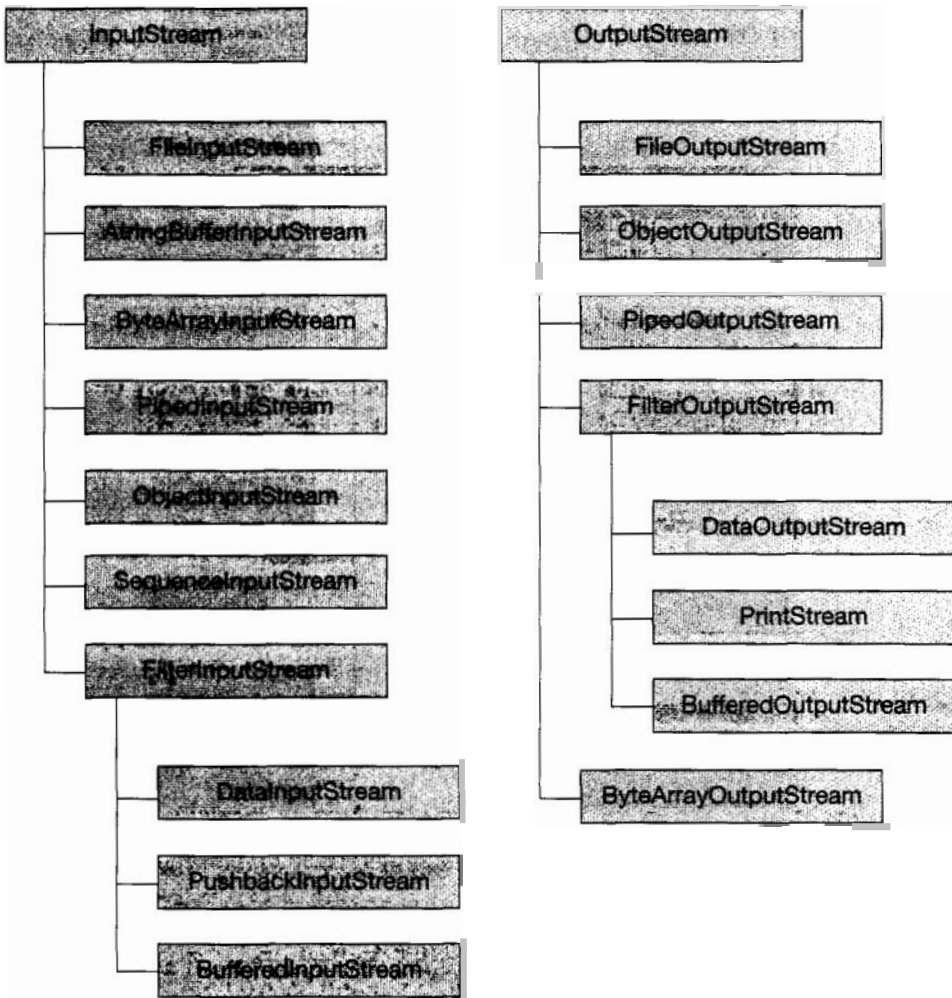 InputStream
FileInputStream
AtringBufferInputStream
ByteArrayInputStream
PipedInputStream
ObjectInputStream
SequenceInputStream
FilterInputStream
DataInputStream
PushbackInputStream
BufferedInputStream
OutputStream
FileOutputStream
ObjectOutputStream
PipedOutputStream
FilterOutputStream
DataOutputStream
PrintStream
BufferedOutputStream
ByteArrayOutputStream